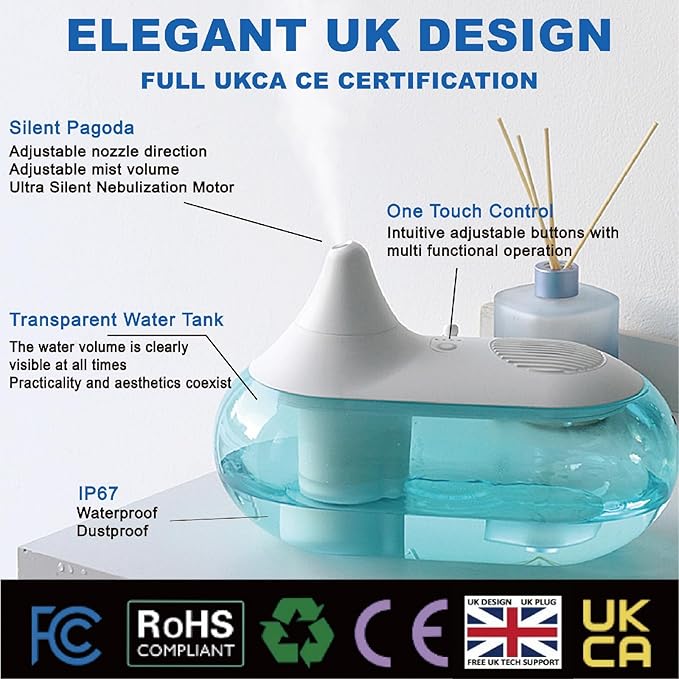 ELEGANT UK DESIGN
FULL UKCA CE CERTIFICATION
Silent Pagoda
Adjustable nozzle direction
Adjustable mist volume
Ultra Silent Nebulization Motor
One Touch Control
Intuitive adjustable buttons with
multi functional operation
Transparent Water Tank
The water volume is clearly
visible at all times
Practicality and aesthetics coexist
IP67
Waterproof
Dustproof
FC
RoHS
COMPLIANT
CE
UK DESIGN UK PLUG
FREE UK TECH SUPPORT
UK
CA